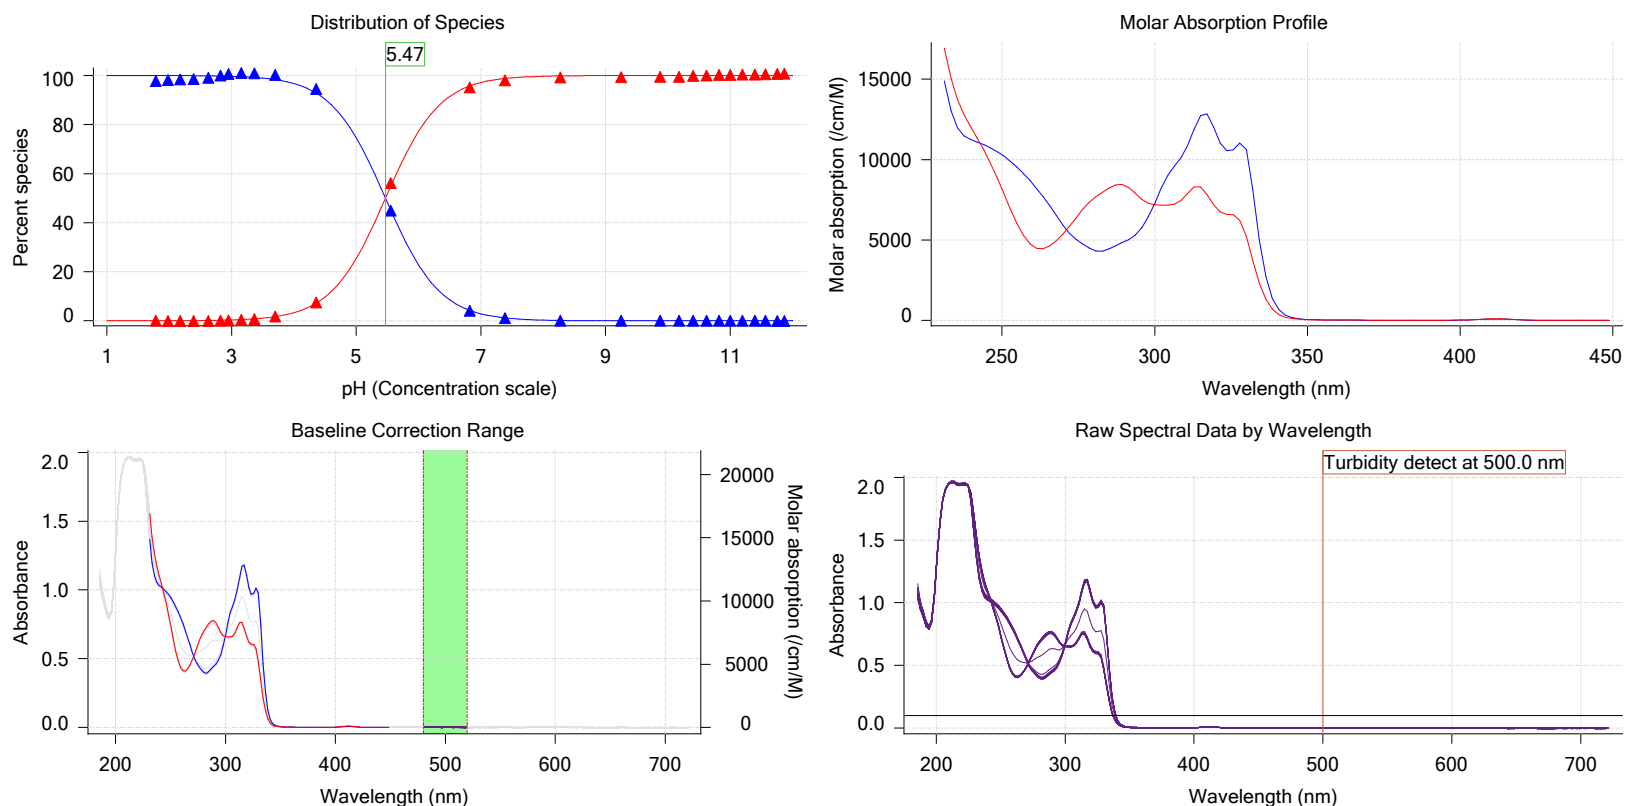 Distribution of Species
5.47
Percent species
100
80
60
40
20
0
1 3 5 7 9 11
pH (Concentration scale)
Molar Absorption Profile
Molar absorption (/cm/M)
15000
10000
5000
0
250 300 350 400 450
Wavelength (nm)
Baseline Correction Range
Absorbance
2.0
1.5
1.0
0.5
0.0
20000
15000
10000
5000
0
Molar absorption (/cm/M)
200 300 400 500 600 700
Wavelength (nm)
Raw Spectral Data by Wavelength
Turbidity detect at 500.0 nm
Absorbance
2.0
1.5
1.0
0.5
0.0
200 300 400 500 600 700
Wavelength (nm)